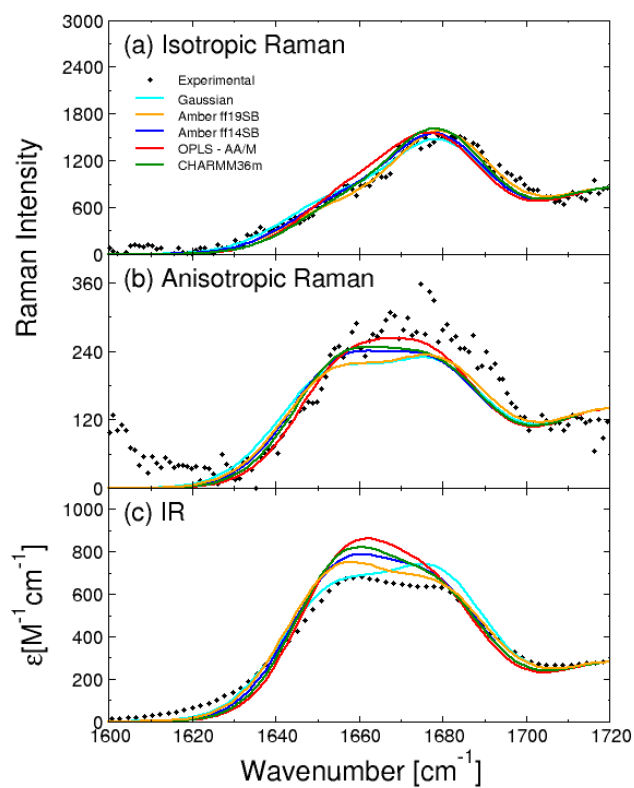 3000
2400
1800
1200
600
0
(a) Isotropic Raman
Experimental
Gaussian
Amber ff19SB
Amber ff14SB
OPLS - AA/M
CHARMM36m
Raman Intensity
360
240
120
0
(b) Anisotropic Raman
1000
800
600
400
200
0
(c) IR
ε[M⁻¹cm⁻¹]
1600 1620 1640 1660 1680 1700 1720
Wavenumber [cm⁻¹]